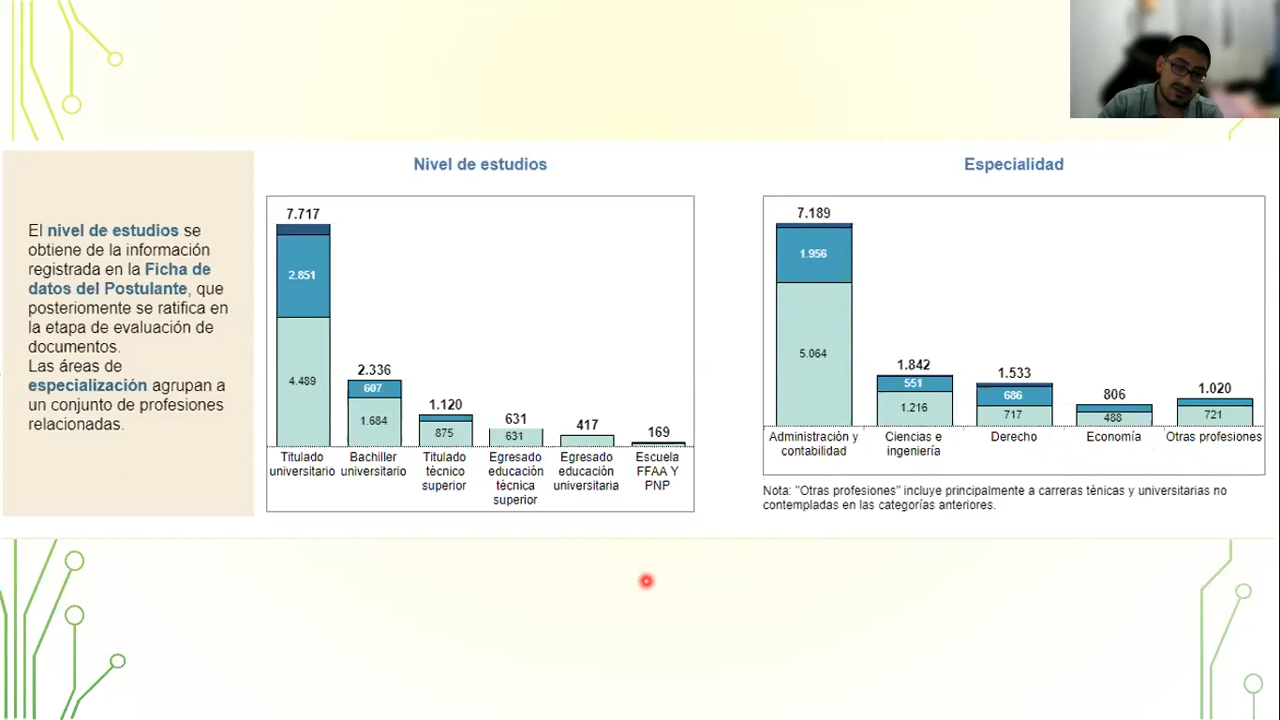 El nivel de estudios se
obtiene de la información
registrada en la Ficha de
datos del Postulante, que
posteriomente se ratifica en
la etapa de evaluación de
documentos.
Las áreas de
especialización agrupan a
un conjunto de profesiones
relacionadas.
Nivel de estudios
7.717
2.851
4.489
2.336
607
1.684
1.120
875
631
631
417
169
Titulado universitario
Bachiller universitario
Titulado técnico superior
Egresado educación técnica superior
Egresado educación universitaria
Escuela FFAA Y PNP
Especialidad
7.189
1.956
5.064
1.842
551
1.216
1.533
686
717
806
488
1.020
721
Administración y contabilidad
Ciencias e ingeniería
Derecho
Economía
Otras profesiones
Nota: "Otras profesiones" incluye principalmente a carreras ténicas y universitarias no
contempladas en las categorías anteriores.